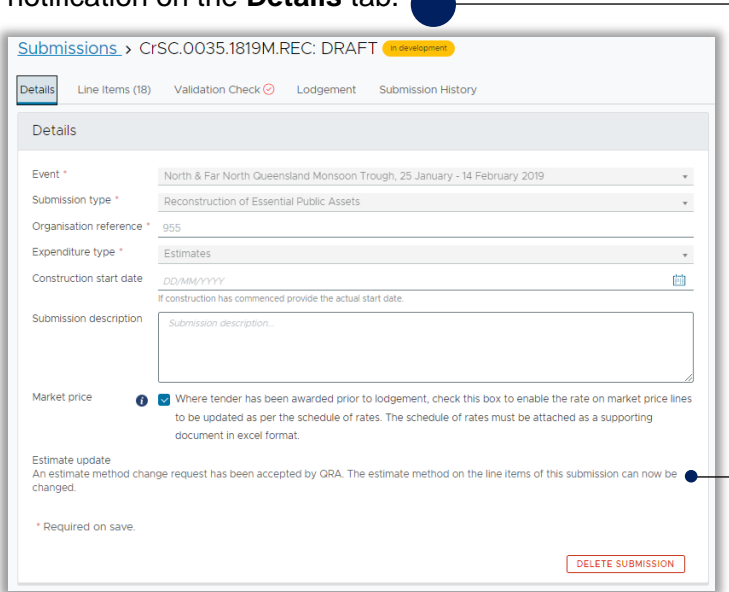 notification on the Details tab.
Submissions > CrSC.0035.1819M.REC: DRAFT In development
Details Line Items (18) Validation Check Lodgement Submission History
Details
Event * North & Far North Queensland Monsoon Trough, 25 January - 14 February 2019
Submission type * Reconstruction of Essential Public Assets
Organisation reference * 955
Expenditure type * Estimates
Construction start date DD/MM/YYYY
If construction has commenced provide the actual start date.
Submission description Submission description...
Market price i Where tender has been awarded prior to lodgement, check this box to enable the rate on market price lines
to be updated as per the schedule of rates. The schedule of rates must be attached as a supporting
document in excel format.
Estimate update
An estimate method change request has been accepted by QRA. The estimate method on the line items of this submission can now be
changed.
* Required on save.
DELETE SUBMISSION